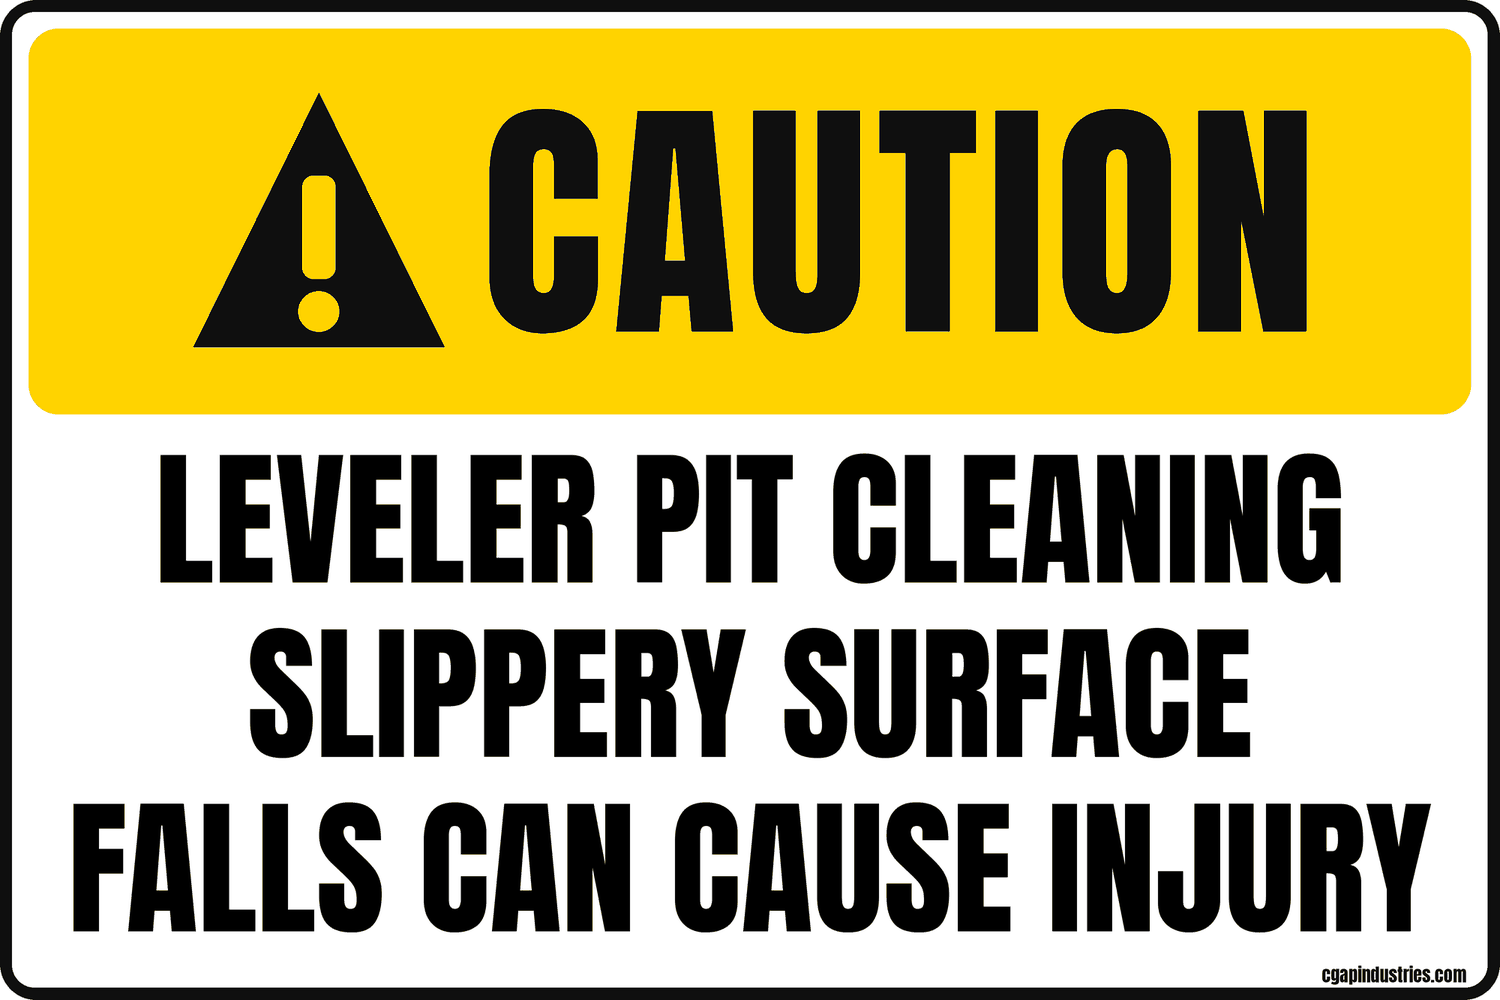 CAUTION
LEVELER PIT CLEANING
SLIPPERY SURFACE
FALLS CAN CAUSE INJURY
cgapindustries.com